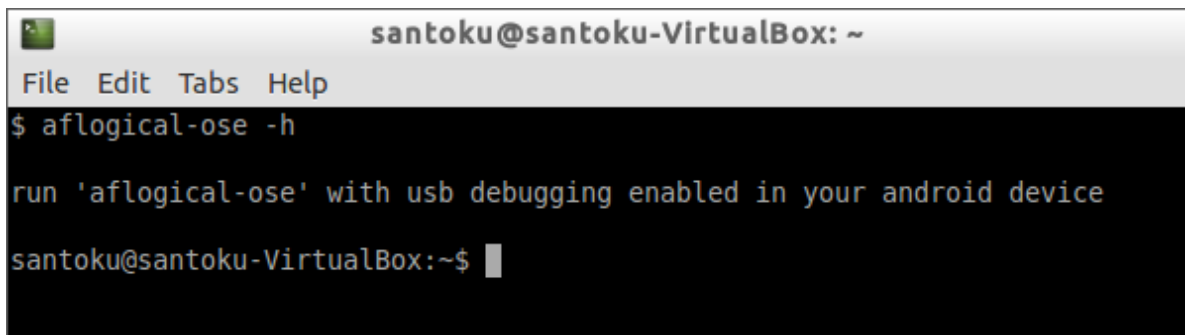 santoku@santoku-VirtualBox: ~
File Edit Tabs Help
$ aflogical-ose -h
run 'aflogical-ose' with usb debugging enabled in your android device
santoku@santoku-VirtualBox:~$